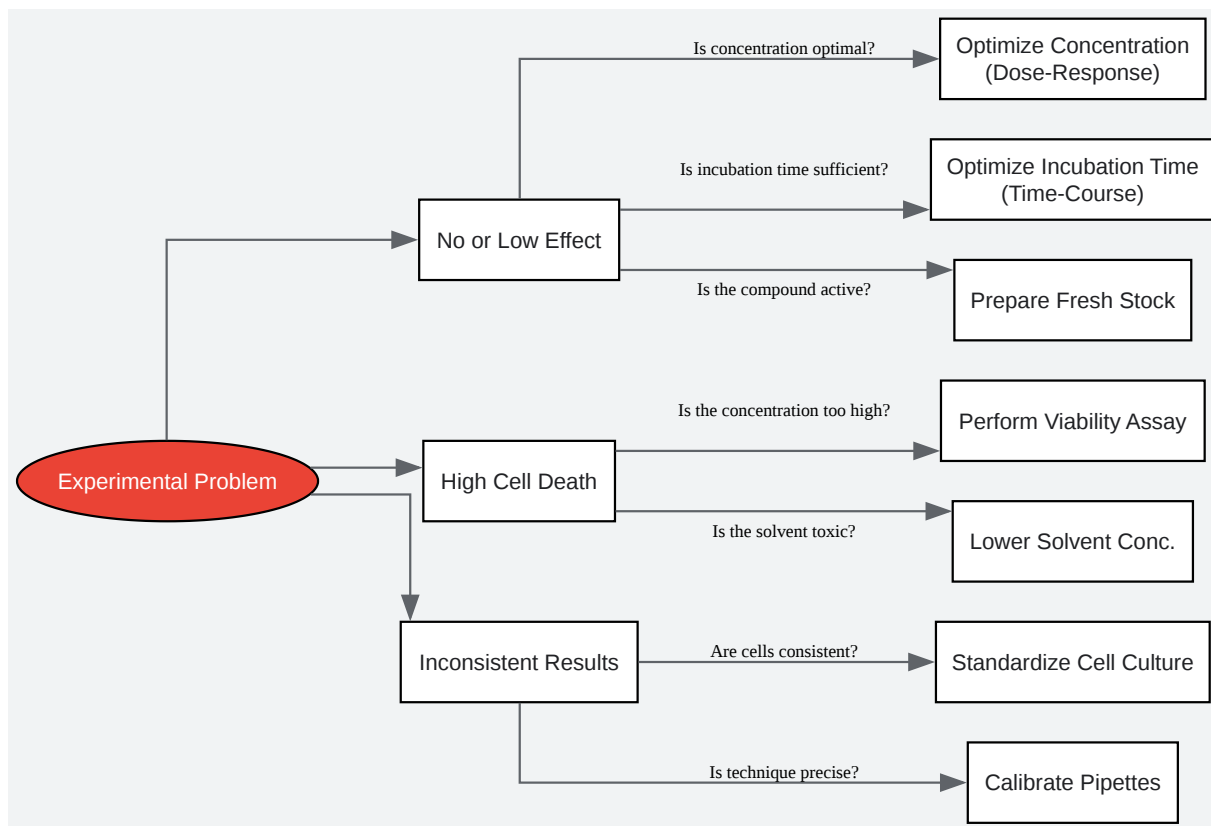 Is concentration optimal?
Optimize Concentration
(Dose-Response)
Is incubation time sufficient?
Optimize Incubation Time
(Time-Course)
No or Low Effect
Is the compound active?
Prepare Fresh Stock
Is the concentration too high?
Perform Viability Assay
Experimental Problem
High Cell Death
Is the solvent toxic?
Lower Solvent Conc.
Inconsistent Results
Are cells consistent?
Standardize Cell Culture
Is technique precise?
Calibrate Pipettes